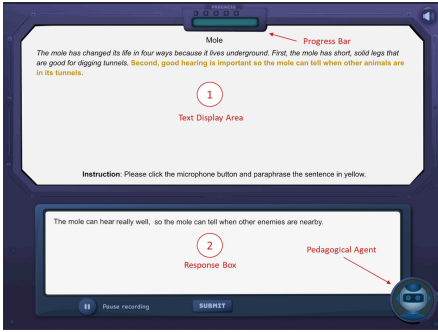 PROGRESS
Mole
Progress Bar
The mole has changed its life in four ways because it lives underground. First, the mole has short, solid legs that
are good for digging tunnels. Second, good hearing is important so the mole can tell when other animals are
in its tunnels.
1
Text Display Area
Instruction: Please click the microphone button and paraphrase the sentence in yellow.
The mole can hear really well, so the mole can tell when other enemies are nearby.
2
Response Box
Pedagogical Agent
Pause recording
SUBMIT